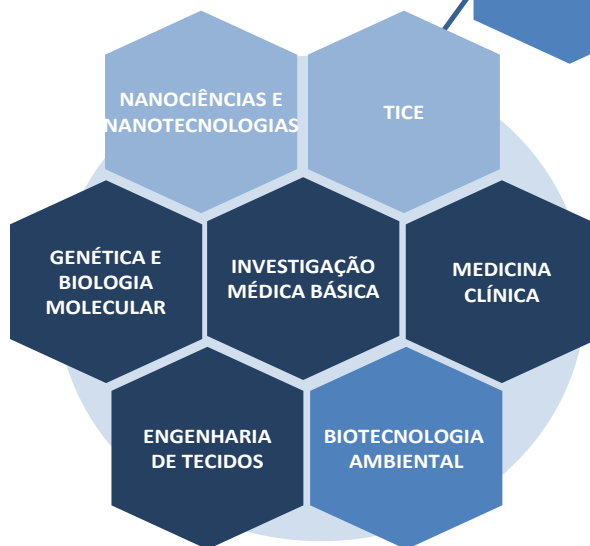 NANOCIÊNCIAS E
NANOTECNOLOGIAS
TICE
GENÉTICA E
BIOLOGIA
MOLECULAR
INVESTIGAÇÃO
MÉDICA BÁSICA
MEDICINA
CLÍNICA
ENGENHARIA
DE TECIDOS
BIOTECNOLOGIA
AMBIENTAL